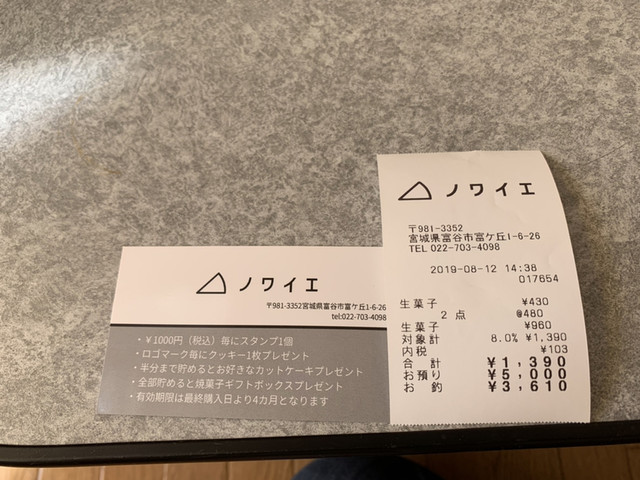 ノワイエ
〒981-3352宮城県富谷市富ケ丘1-6-26
tel:022-703-4098
・￥1000円（税込）毎にスタンプ1個
・ロゴマーク毎にクッキー1枚プレゼント
・半分まで貯めるとお好きなカットケーキプレゼント
・全部貯めると焼菓子ギフトボックスプレゼント
・有効期限は最終購入日より4カ月となります
ノワイエ
〒981-3352
宮城県富谷市富ケ丘1-6-26
TEL 022-703-4098
2019-08-12 14:38
017654
生菓子 ¥430
2 点 @480
生菓子 ¥960
対象計 8.0% ¥1,390
内税 ¥103
合 計 ¥1,390
お預り ¥5,000
お 釣 ¥3,610